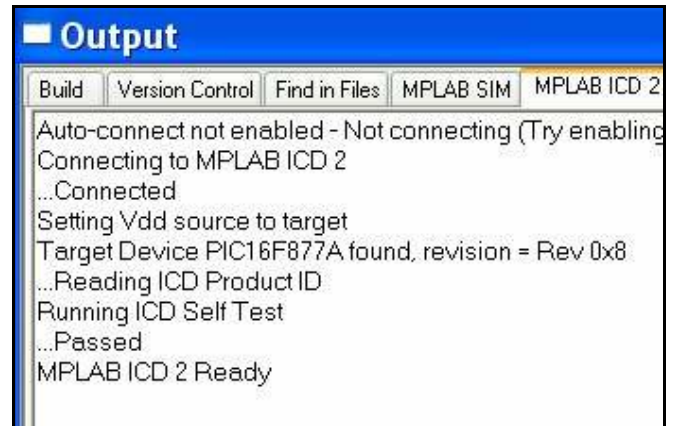 Output
Build Version Control Find in Files MPLAB SIM MPLAB ICD 2
Auto-connect not enabled - Not connecting (Try enabling
Connecting to MPLAB ICD 2
...Connected
Setting Vdd source to target
Target Device PIC16F877A found, revision = Rev 0x8
...Reading ICD Product ID
Running ICD Self Test
...Passed
MPLAB ICD 2 Ready